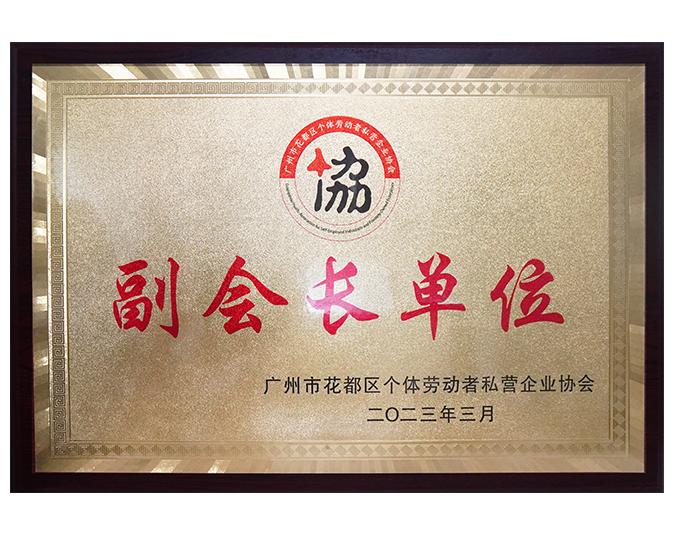 广州市花都区个体劳动者私营企业协会
協
副会长单位
广州市花都区个体劳动者私营企业协会
二〇二三年三月